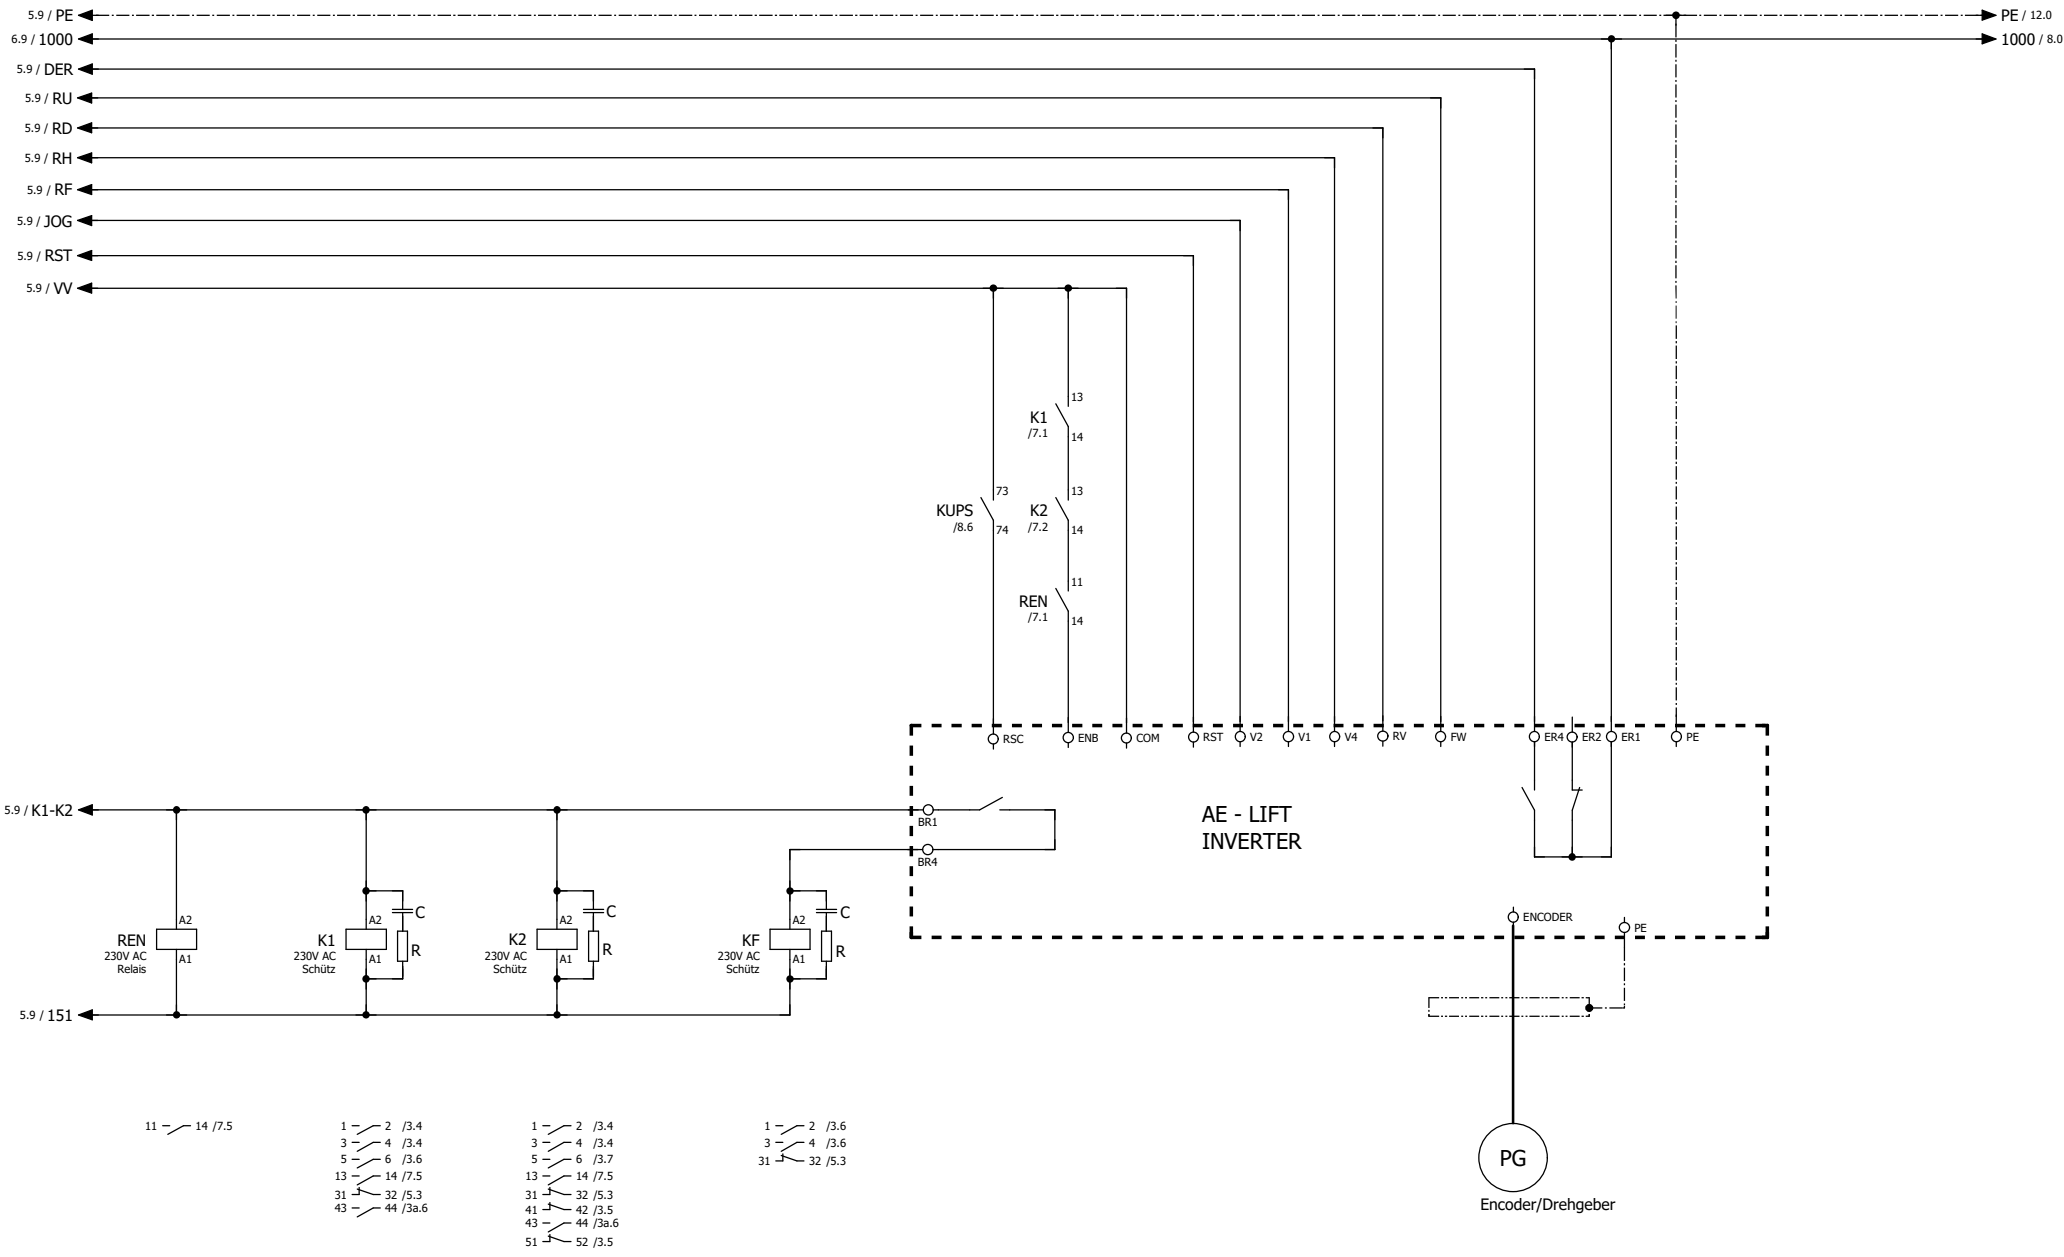 5.9 / PE
PE / 12.0
6.9 / 1000
1000 / 8.0
5.9 / DER
5.9 / RU
5.9 / RD
5.9 / RH
5.9 / RF
5.9 / JOG
5.9 / RST
5.9 / VV
13
K1
/7.1
14
73
KUPS
/8.6
74
13
K2
/7.2
14
11
REN
/7.1
14
RSC
ENB
COM
RST
V2
V1
V4
RV
FW
ER4
ER2
ER1
PE
5.9 / K1-K2
BR1
BR4
AE - LIFT
INVERTER
ENCODER
PE
A2
REN
230V AC
Relais
A1
A2
C
K1
230V AC
Schütz
A1
R
A2
C
K2
230V AC
Schütz
A1
R
A2
C
KF
230V AC
Schütz
A1
R
5.9 / 151
11 14 /7.5
1 2 /3.4
3 4 /3.4
5 6 /3.6
13 14 /7.5
31 32 /5.3
43 44 /3a.6
1 2 /3.4
3 4 /3.4
5 6 /3.7
13 14 /7.5
31 32 /5.3
41 42 /3.5
43 44 /3a.6
51 52 /3.5
1 2 /3.6
3 4 /3.6
31 32 /5.3
PG
Encoder/Drehgeber